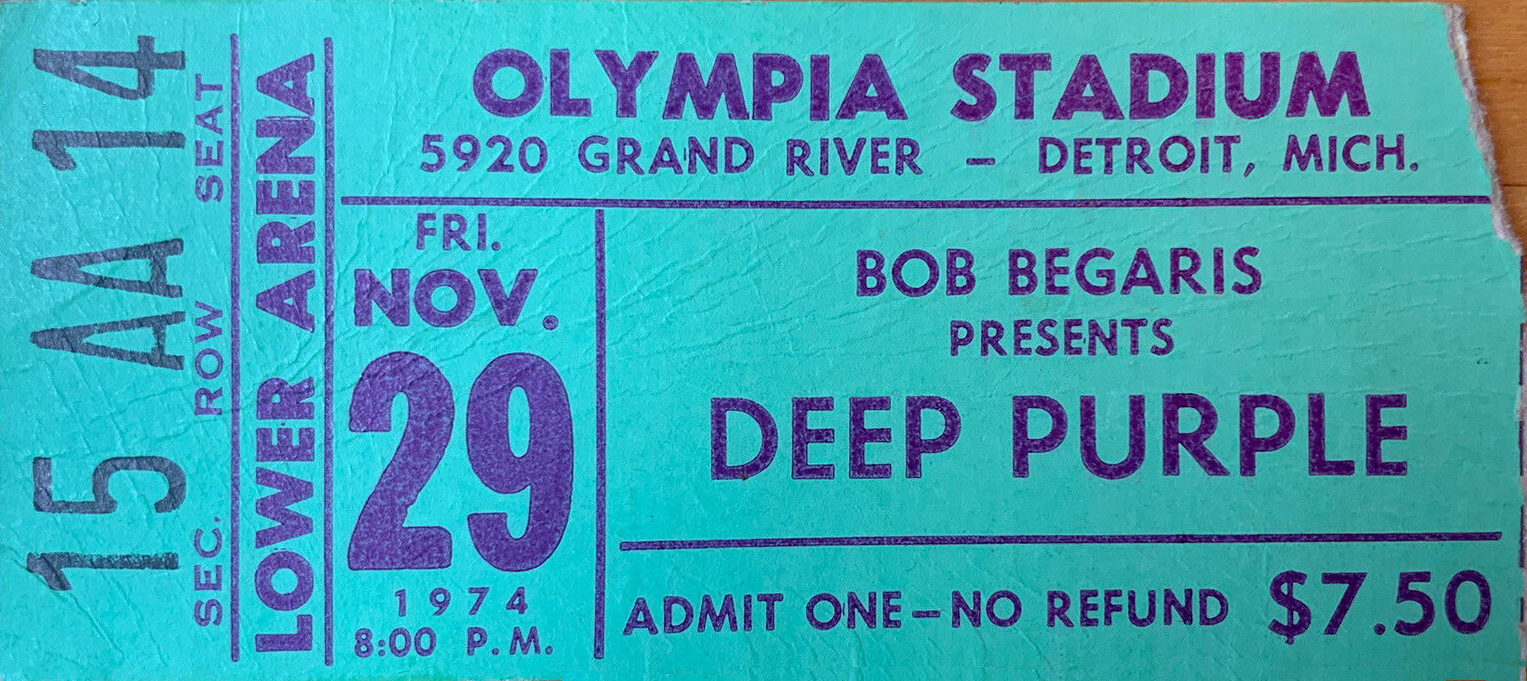 15 AA 14
SEC. ROW SEAT
LOWER ARENA
OLYMPIA STADIUM
5920 GRAND RIVER – DETROIT, MICH.
FRI.
NOV.
29
1974
8:00 P.M.
BOB BEGARIS
PRESENTS
DEEP PURPLE
ADMIT ONE—NO REFUND $7.50